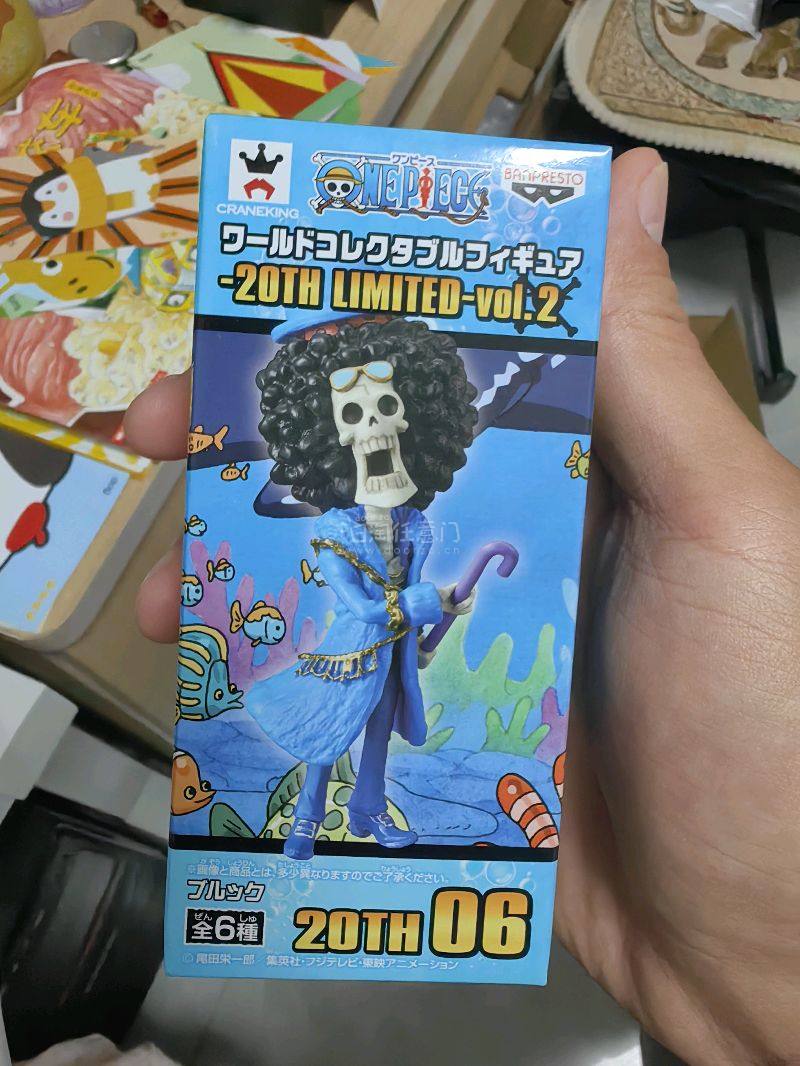 CRANEKING
ワンピース
ONE PIECE
BANPRESTO
ワールドコレクタブルフィギュア
-20TH LIMITED-vol.2
※画像と商品とは、多少異なりますのでご了承ください。
ブルック
全6種
ぜん しゅ
20TH 06
©尾田栄一郎/集英社・フジテレビ・東映アニメーション